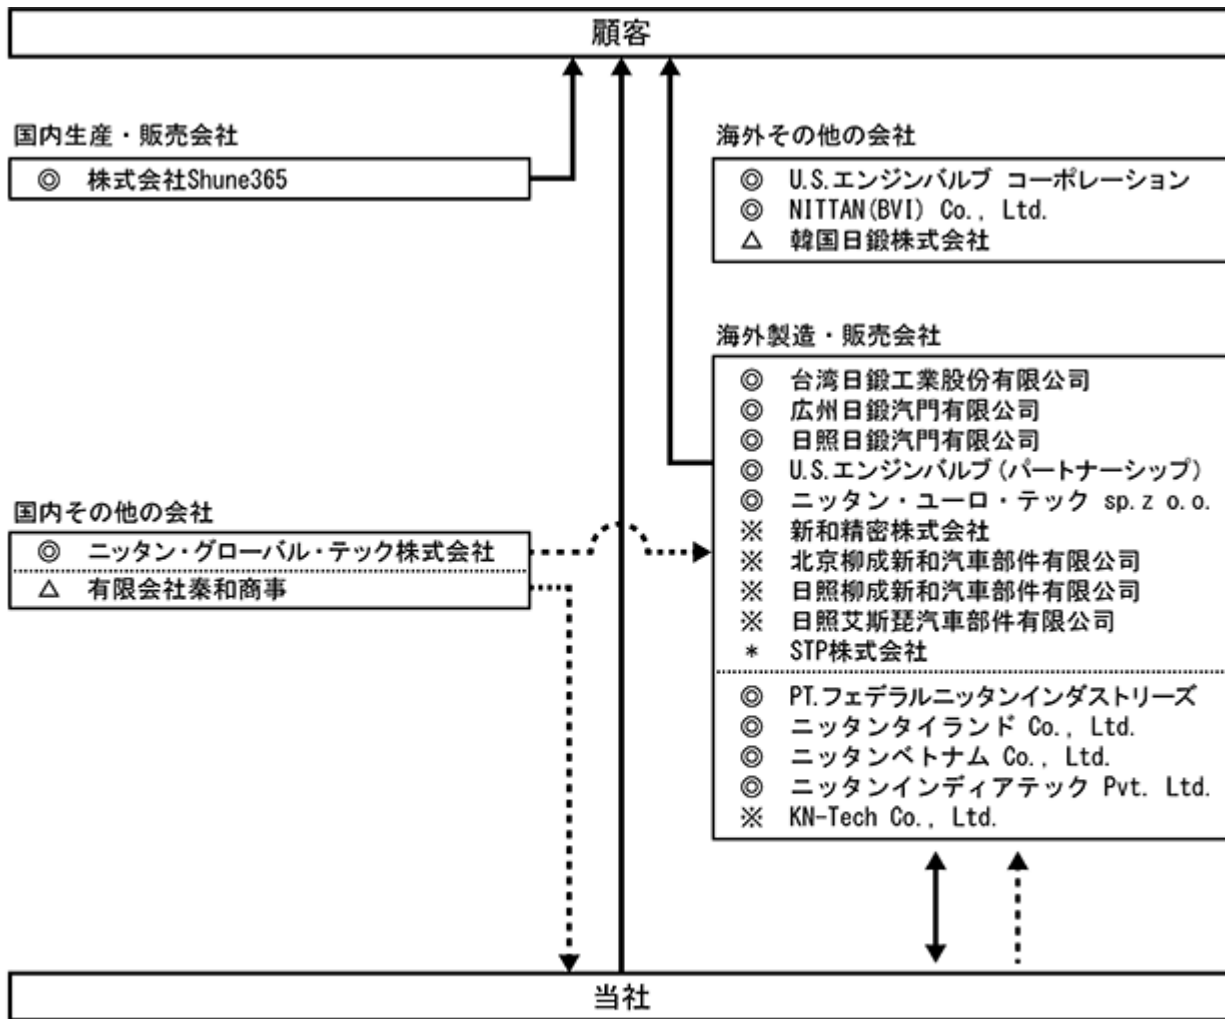 顧客
国内生産・販売会社
◎ 株式会社Shune365
海外その他の会社
◎ U.S.エンジンバルブ コーポレーション
◎ NITTAN(BVI) Co., Ltd.
△ 韓国日鍛株式会社
海外製造・販売会社
◎ 台湾日鍛工業股份有限公司
◎ 広州日鍛汽門有限公司
◎ 日照日鍛汽門有限公司
◎ U.S.エンジンバルブ(パートナーシップ)
◎ ニッタン・ユーロ・テック sp.z o.o.
※ 新和精密株式会社
※ 北京柳成新和汽車部件有限公司
※ 日照柳成新和汽車部件有限公司
※ 日照艾斯琵汽車部件有限公司
* STP株式会社
◎ PT.フェデラルニッタンインダストリーズ
◎ ニッタンタイランド Co., Ltd.
◎ ニッタンベトナム Co., Ltd.
◎ ニッタンインディアテック Pvt. Ltd.
※ KN-Tech Co., Ltd.
国内その他の会社
◎ ニッタン・グローバル・テック株式会社
△ 有限会社秦和商事
当社